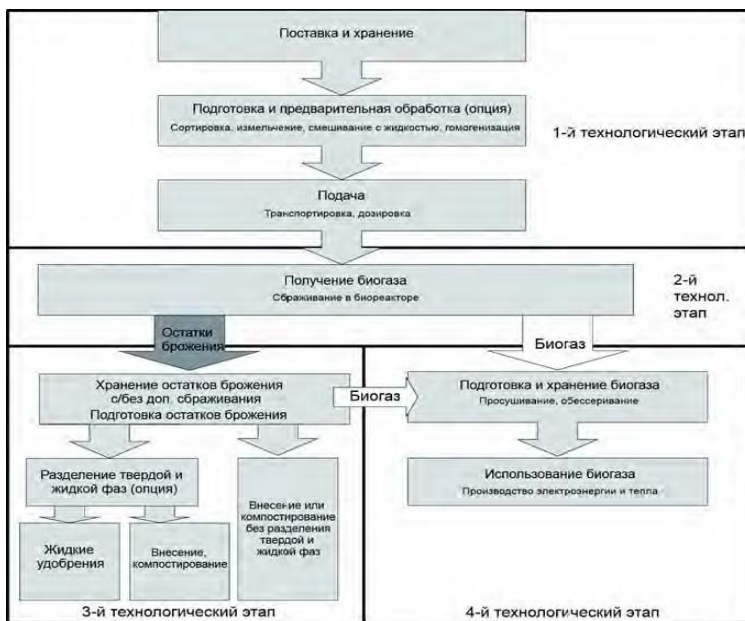 Поставка и хранение
Подготовка и предварительная обработка (опция)
Сортировка, измельчение, смешивание с жидкостью, гомогенизация
1-й технологический этап
Подача
Транспортировка, дозировка
Получение биогаза
Сбраживание в биореакторе
2-й
технол.
этап
Остатки
брожения
Биогаз
Хранение остатков брожения
с/без доп. сбраживания
Подготовка остатков брожения
Биогаз
Подготовка и хранение биогаза
Просушивание, обессеривание
Разделение твердой и
жидкой фаз (опция)
Внесение или
компостирование
без разделения
твердой и
жидкой фаз
Использование биогаза
Производство электроэнергии и тепла
Жидкие
удобрения
Внесение,
компостирование
3-й технологический этап
4-й технологический этап